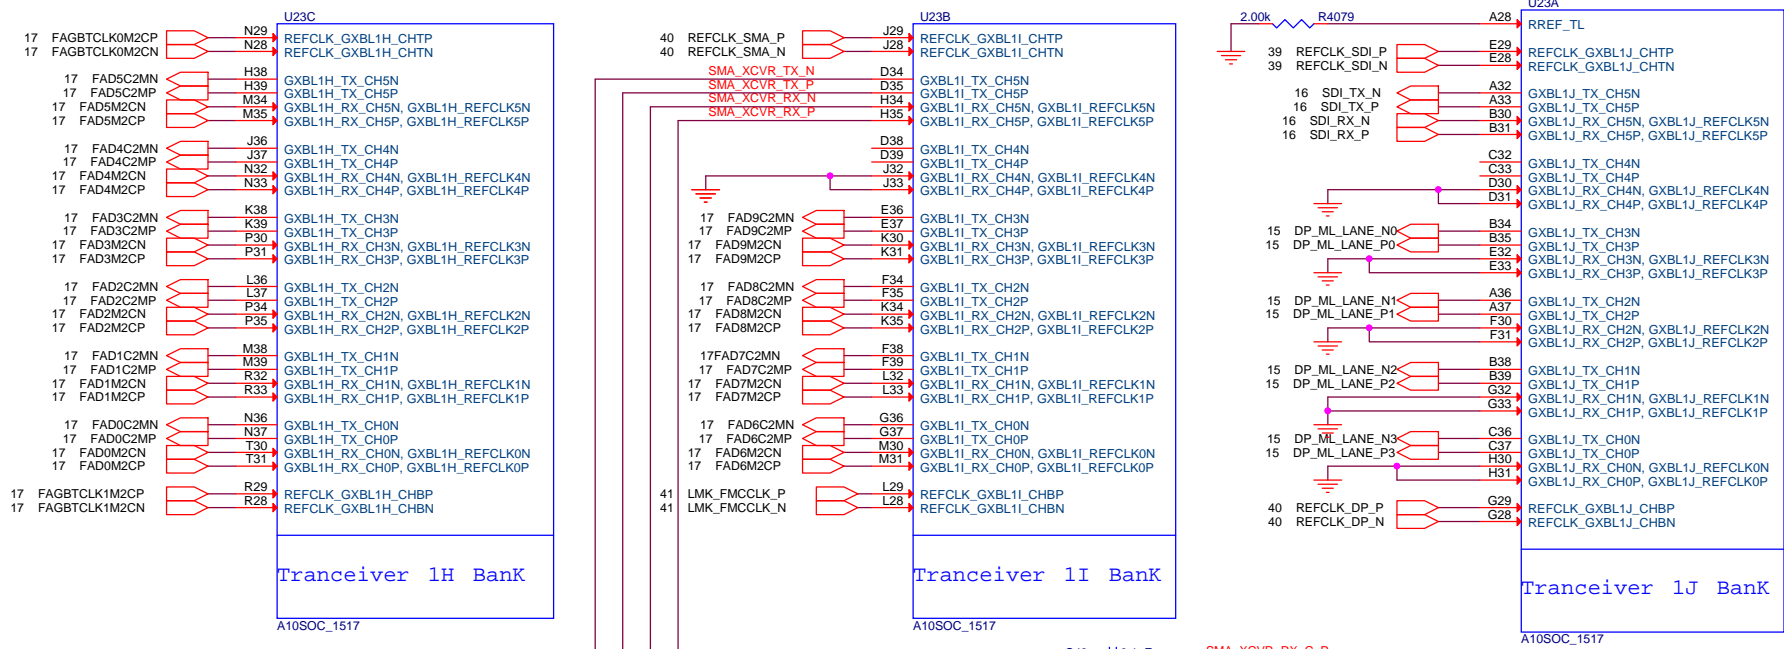 U23C
17 FAGBTCLK0M2CP N29 REFCLK_GXBL1H_CHTP
17 FAGBTCLK0M2CN N28 REFCLK_GXBL1H_CHTN
17 FAD5C2MN H38 GXBL1H_TX_CH5N
17 FAD5C2MP H39 GXBL1H_TX_CH5P
17 FAD5M2CN M34 GXBL1H_RX_CH5N, GXBL1H_REFCLK5N
17 FAD5M2CP M35 GXBL1H_RX_CH5P, GXBL1H_REFCLK5P
17 FAD4C2MN J36 GXBL1H_TX_CH4N
17 FAD4C2MP J37 GXBL1H_TX_CH4P
17 FAD4M2CN N32 GXBL1H_RX_CH4N, GXBL1H_REFCLK4N
17 FAD4M2CP N33 GXBL1H_RX_CH4P, GXBL1H_REFCLK4P
17 FAD3C2MN K38 GXBL1H_TX_CH3N
17 FAD3C2MP K39 GXBL1H_TX_CH3P
17 FAD3M2CN P30 GXBL1H_RX_CH3N, GXBL1H_REFCLK3N
17 FAD3M2CP P31 GXBL1H_RX_CH3P, GXBL1H_REFCLK3P
17 FAD2C2MN L36 GXBL1H_TX_CH2N
17 FAD2C2MP L37 GXBL1H_TX_CH2P
17 FAD2M2CN P34 GXBL1H_RX_CH2N, GXBL1H_REFCLK2N
17 FAD2M2CP P35 GXBL1H_RX_CH2P, GXBL1H_REFCLK2P
17 FAD1C2MN M38 GXBL1H_TX_CH1N
17 FAD1C2MP M39 GXBL1H_TX_CH1P
17 FAD1M2CN R32 GXBL1H_RX_CH1N, GXBL1H_REFCLK1N
17 FAD1M2CP R33 GXBL1H_RX_CH1P, GXBL1H_REFCLK1P
17 FAD0C2MN N36 GXBL1H_TX_CH0N
17 FAD0C2MP N37 GXBL1H_TX_CH0P
17 FAD0M2CN T30 GXBL1H_RX_CH0N, GXBL1H_REFCLK0N
17 FAD0M2CP T31 GXBL1H_RX_CH0P, GXBL1H_REFCLK0P
17 FAGBTCLK1M2CP R29 REFCLK_GXBL1H_CHBP
17 FAGBTCLK1M2CN R28 REFCLK_GXBL1H_CHBN
Tranceiver 1H BanK
A10SOC_1517
U23B
40 REFCLK_SMA_P J29 REFCLK_GXBL1I_CHTP
40 REFCLK_SMA_N J28 REFCLK_GXBL1I_CHTN
SMA_XCVR_TX_N D34 GXBL1I_TX_CH5N
SMA_XCVR_TX_P D35 GXBL1I_TX_CH5P
SMA_XCVR_RX_N H34 GXBL1I_RX_CH5N, GXBL1I_REFCLK5N
SMA_XCVR_RX_P H35 GXBL1I_RX_CH5P, GXBL1I_REFCLK5P
D38 GXBL1I_TX_CH4N
D39 GXBL1I_TX_CH4P
J32 GXBL1I_RX_CH4N, GXBL1I_REFCLK4N
J33 GXBL1I_RX_CH4P, GXBL1I_REFCLK4P
17 FAD9C2MN E36 GXBL1I_TX_CH3N
17 FAD9C2MP E37 GXBL1I_TX_CH3P
17 FAD9M2CN K30 GXBL1I_RX_CH3N, GXBL1I_REFCLK3N
17 FAD9M2CP K31 GXBL1I_RX_CH3P, GXBL1I_REFCLK3P
17 FAD8C2MN F34 GXBL1I_TX_CH2N
17 FAD8C2MP F35 GXBL1I_TX_CH2P
17 FAD8M2CN K34 GXBL1I_RX_CH2N, GXBL1I_REFCLK2N
17 FAD8M2CP K35 GXBL1I_RX_CH2P, GXBL1I_REFCLK2P
17FAD7C2MN F38 GXBL1I_TX_CH1N
17 FAD7C2MP F39 GXBL1I_TX_CH1P
17 FAD7M2CN L32 GXBL1I_RX_CH1N, GXBL1I_REFCLK1N
17 FAD7M2CP L33 GXBL1I_RX_CH1P, GXBL1I_REFCLK1P
17 FAD6C2MN G36 GXBL1I_TX_CH0N
17 FAD6C2MP G37 GXBL1I_TX_CH0P
17 FAD6M2CN M30 GXBL1I_RX_CH0N, GXBL1I_REFCLK0N
17 FAD6M2CP M31 GXBL1I_RX_CH0P, GXBL1I_REFCLK0P
41 LMK_FMCCLK_P L29 REFCLK_GXBL1I_CHBP
41 LMK_FMCCLK_N L28 REFCLK_GXBL1I_CHBN
Tranceiver 1I BanK
A10SOC_1517
U23A
2.00k R4079 A28 RREF_TL
39 REFCLK_SDI_P E29 REFCLK_GXBL1J_CHTP
39 REFCLK_SDI_N E28 REFCLK_GXBL1J_CHTN
16 SDI_TX_N A32 GXBL1J_TX_CH5N
16 SDI_TX_P A33 GXBL1J_TX_CH5P
16 SDI_RX_N B30 GXBL1J_RX_CH5N, GXBL1J_REFCLK5N
16 SDI_RX_P B31 GXBL1J_RX_CH5P, GXBL1J_REFCLK5P
C32 GXBL1J_TX_CH4N
C33 GXBL1J_TX_CH4P
D30 GXBL1J_RX_CH4N, GXBL1J_REFCLK4N
D31 GXBL1J_RX_CH4P, GXBL1J_REFCLK4P
15 DP_ML_LANE_N0 B34 GXBL1J_TX_CH3N
15 DP_ML_LANE_P0 B35 GXBL1J_TX_CH3P
E32 GXBL1J_RX_CH3N, GXBL1J_REFCLK3N
E33 GXBL1J_RX_CH3P, GXBL1J_REFCLK3P
15 DP_ML_LANE_N1 A36 GXBL1J_TX_CH2N
15 DP_ML_LANE_P1 A37 GXBL1J_TX_CH2P
F30 GXBL1J_RX_CH2N, GXBL1J_REFCLK2N
F31 GXBL1J_RX_CH2P, GXBL1J_REFCLK2P
15 DP_ML_LANE_N2 B38 GXBL1J_TX_CH1N
15 DP_ML_LANE_P2 B39 GXBL1J_TX_CH1P
G32 GXBL1J_RX_CH1N, GXBL1J_REFCLK1N
G33 GXBL1J_RX_CH1P, GXBL1J_REFCLK1P
15 DP_ML_LANE_N3 C36 GXBL1J_TX_CH0N
15 DP_ML_LANE_P3 C37 GXBL1J_TX_CH0P
H30 GXBL1J_RX_CH0N, GXBL1J_REFCLK0N
H31 GXBL1J_RX_CH0P, GXBL1J_REFCLK0P
40 REFCLK_DP_P G29 REFCLK_GXBL1J_CHBP
40 REFCLK_DP_N G28 REFCLK_GXBL1J_CHBN
Tranceiver 1J BanK
A10SOC_1517